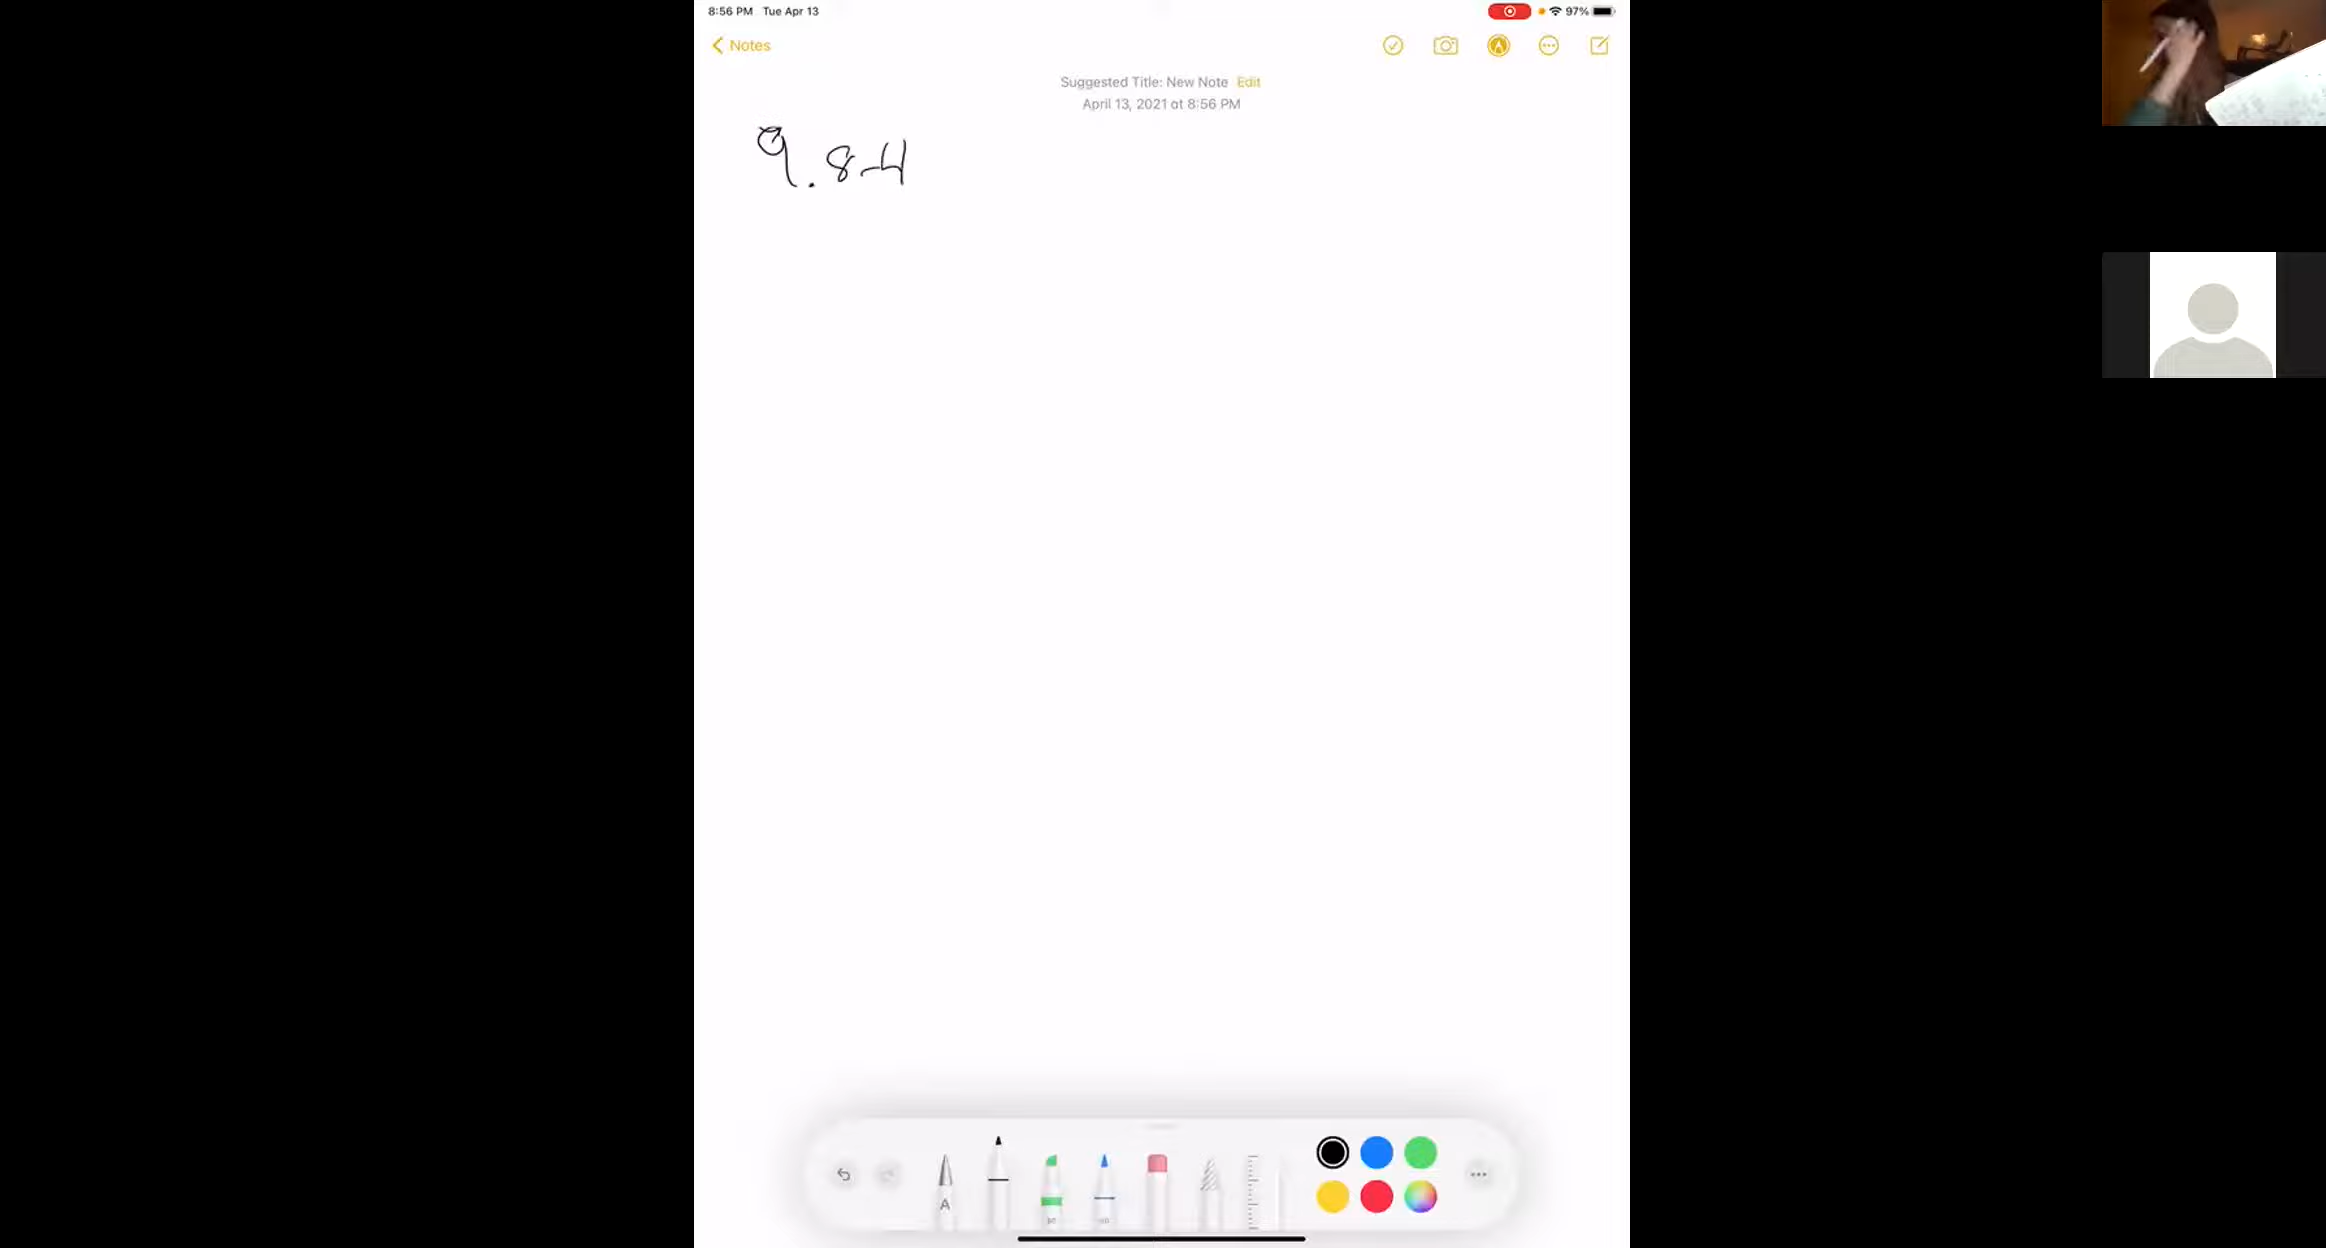 8:56 PM Tue Apr 13
97%
Notes
Suggested Title: New Note Edit
April 13, 2021 at 8:56 PM
9.8-4
A